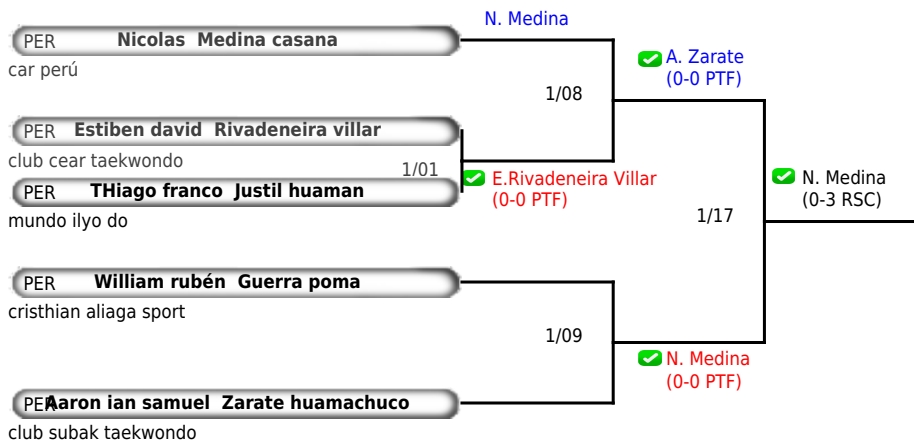 N. Medina
PER Nicolas Medina casana
car perú
A. Zarate
(0-0 PTF)
1/08
PER Estiben david Rivadeneira villar
club cear taekwondo
1/01
E.Rivadeneira Villar
(0-0 PTF)
PER THiago franco Justil huaman
mundo ilyo do
N. Medina
(0-3 RSC)
1/17
PER William rubén Guerra poma
cristhian aliaga sport
1/09
N. Medina
(0-0 PTF)
PER Aaron ian samuel Zarate huamachuco
club subak taekwondo